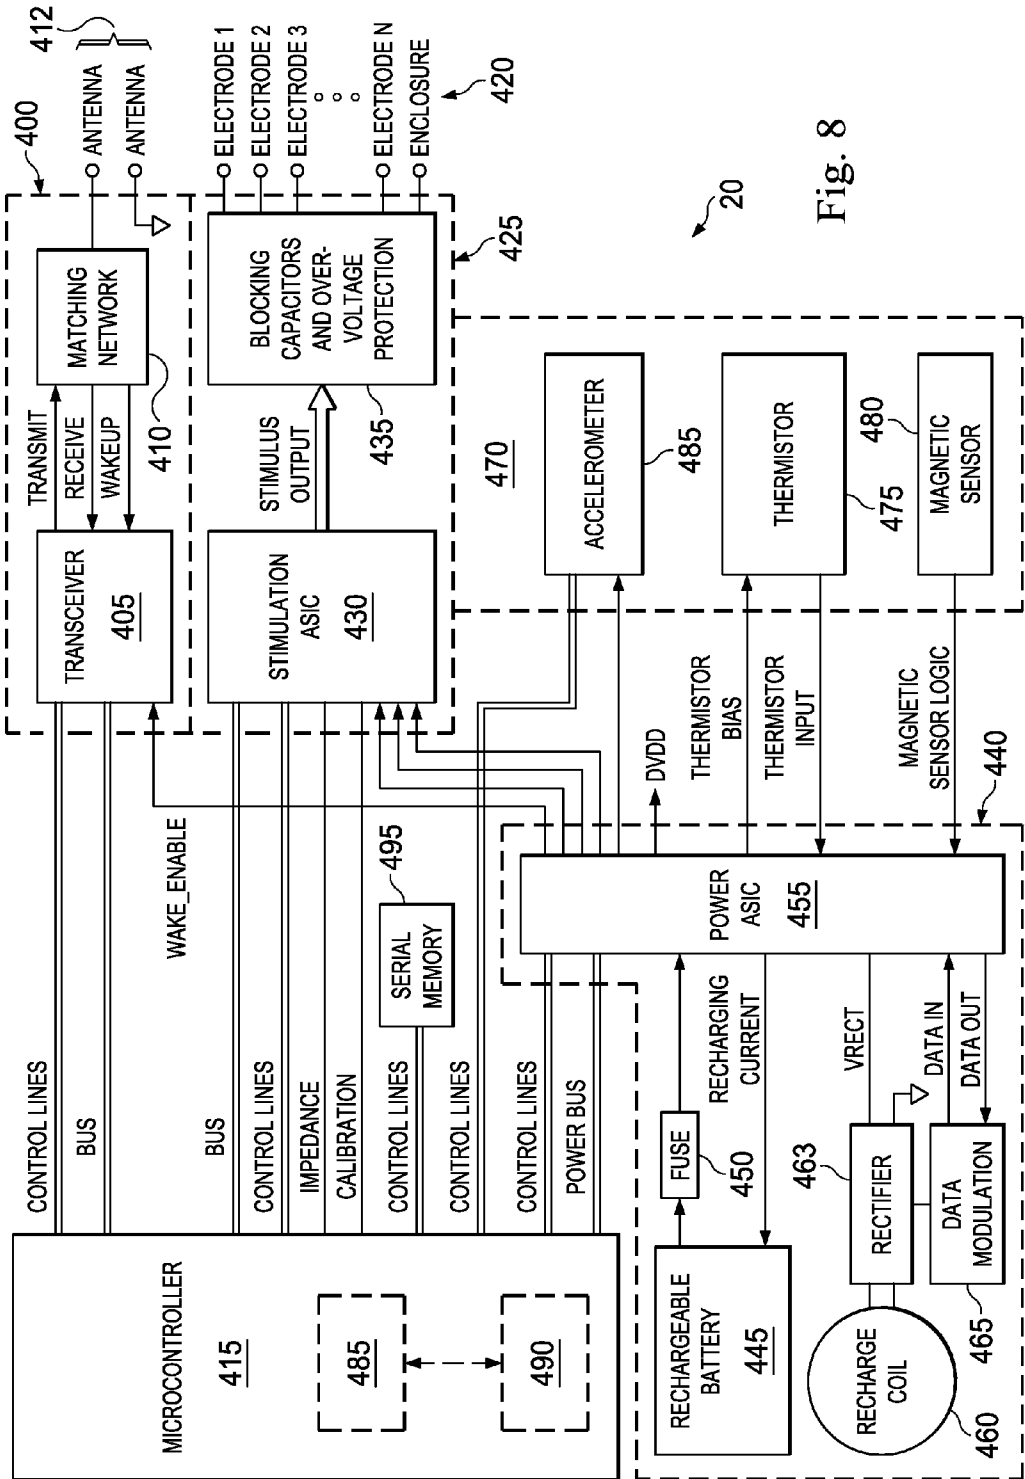 412
400
ANTENNA
ANTENNA
ELECTRODE 1
ELECTRODE 2
ELECTRODE 3
ELECTRODE N
ENCLOSURE
420
MATCHING
NETWORK
410
TRANSMIT
RECEIVE
WAKEUP
TRANSCEIVER
405
BLOCKING
CAPACITORS
AND OVER-
VOLTAGE
PROTECTION
425
435
STIMULUS
OUTPUT
STIMULATION
ASIC
430
20
Fig. 8
470
ACCELEROMETER
485
THERMISTOR
475
480
MAGNETIC
SENSOR
WAKE_ENABLE
DVDD
THERMISTOR
BIAS
THERMISTOR
INPUT
MAGNETIC
SENSOR LOGIC
440
495
SERIAL
MEMORY
POWER
ASIC
455
CONTROL LINES
BUS
BUS
CONTROL LINES
IMPEDANCE
CALIBRATION
CONTROL LINES
CONTROL LINES
CONTROL LINES
POWER BUS
RECHARGING
CURRENT
VRECT
DATA IN
DATA OUT
FUSE
450
463
RECTIFIER
DATA
MODULATION
465
MICROCONTROLLER
415
485
490
RECHARGEABLE
BATTERY
445
RECHARGE
COIL
460